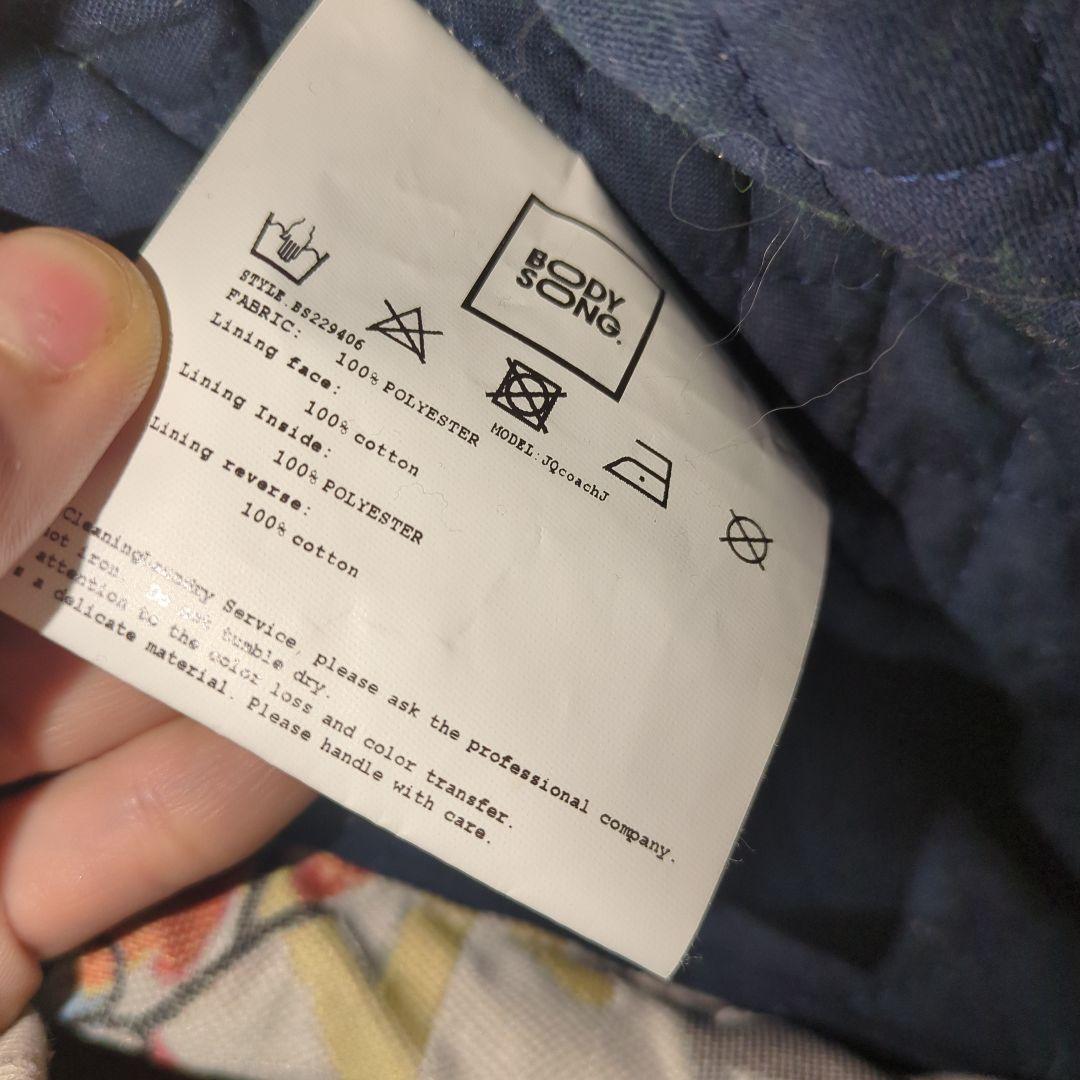 BODY
SONG.
STYLE.BS229406
MODEL:JQcoachJ
FABRIC:
100%POLYESTER
Lining face:
100% cotton
Lining Inside:
100%POLYESTER
Lining reverse:
100% cotton
Service, please ask the professional company.
iron. tumble dry.
attention to the color loss and color transfer.
a delicate material. Please handle with care.